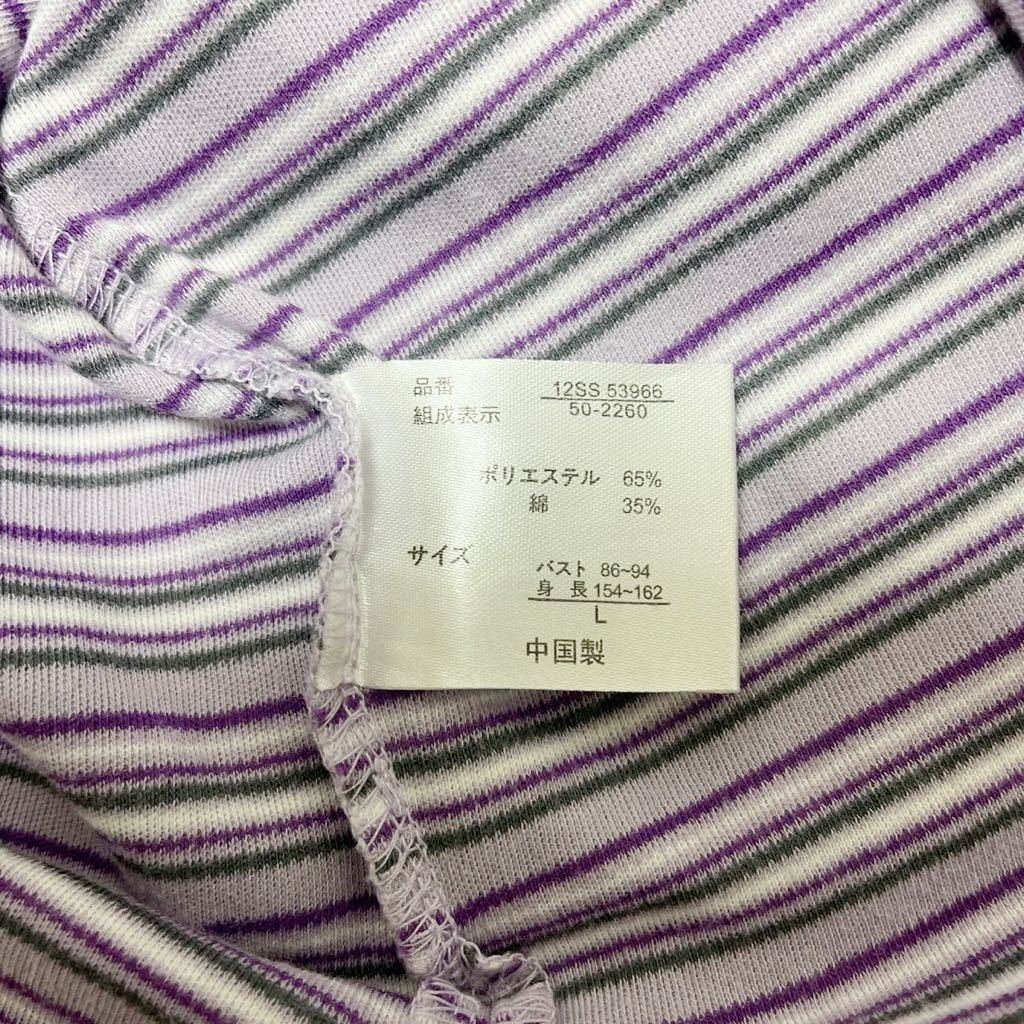 品番 12SS 53966
組成表示 50-2260
ポリエステル 65%
綿 35%
サイズ
バスト 86~94
身 長 154~162
L
中国製